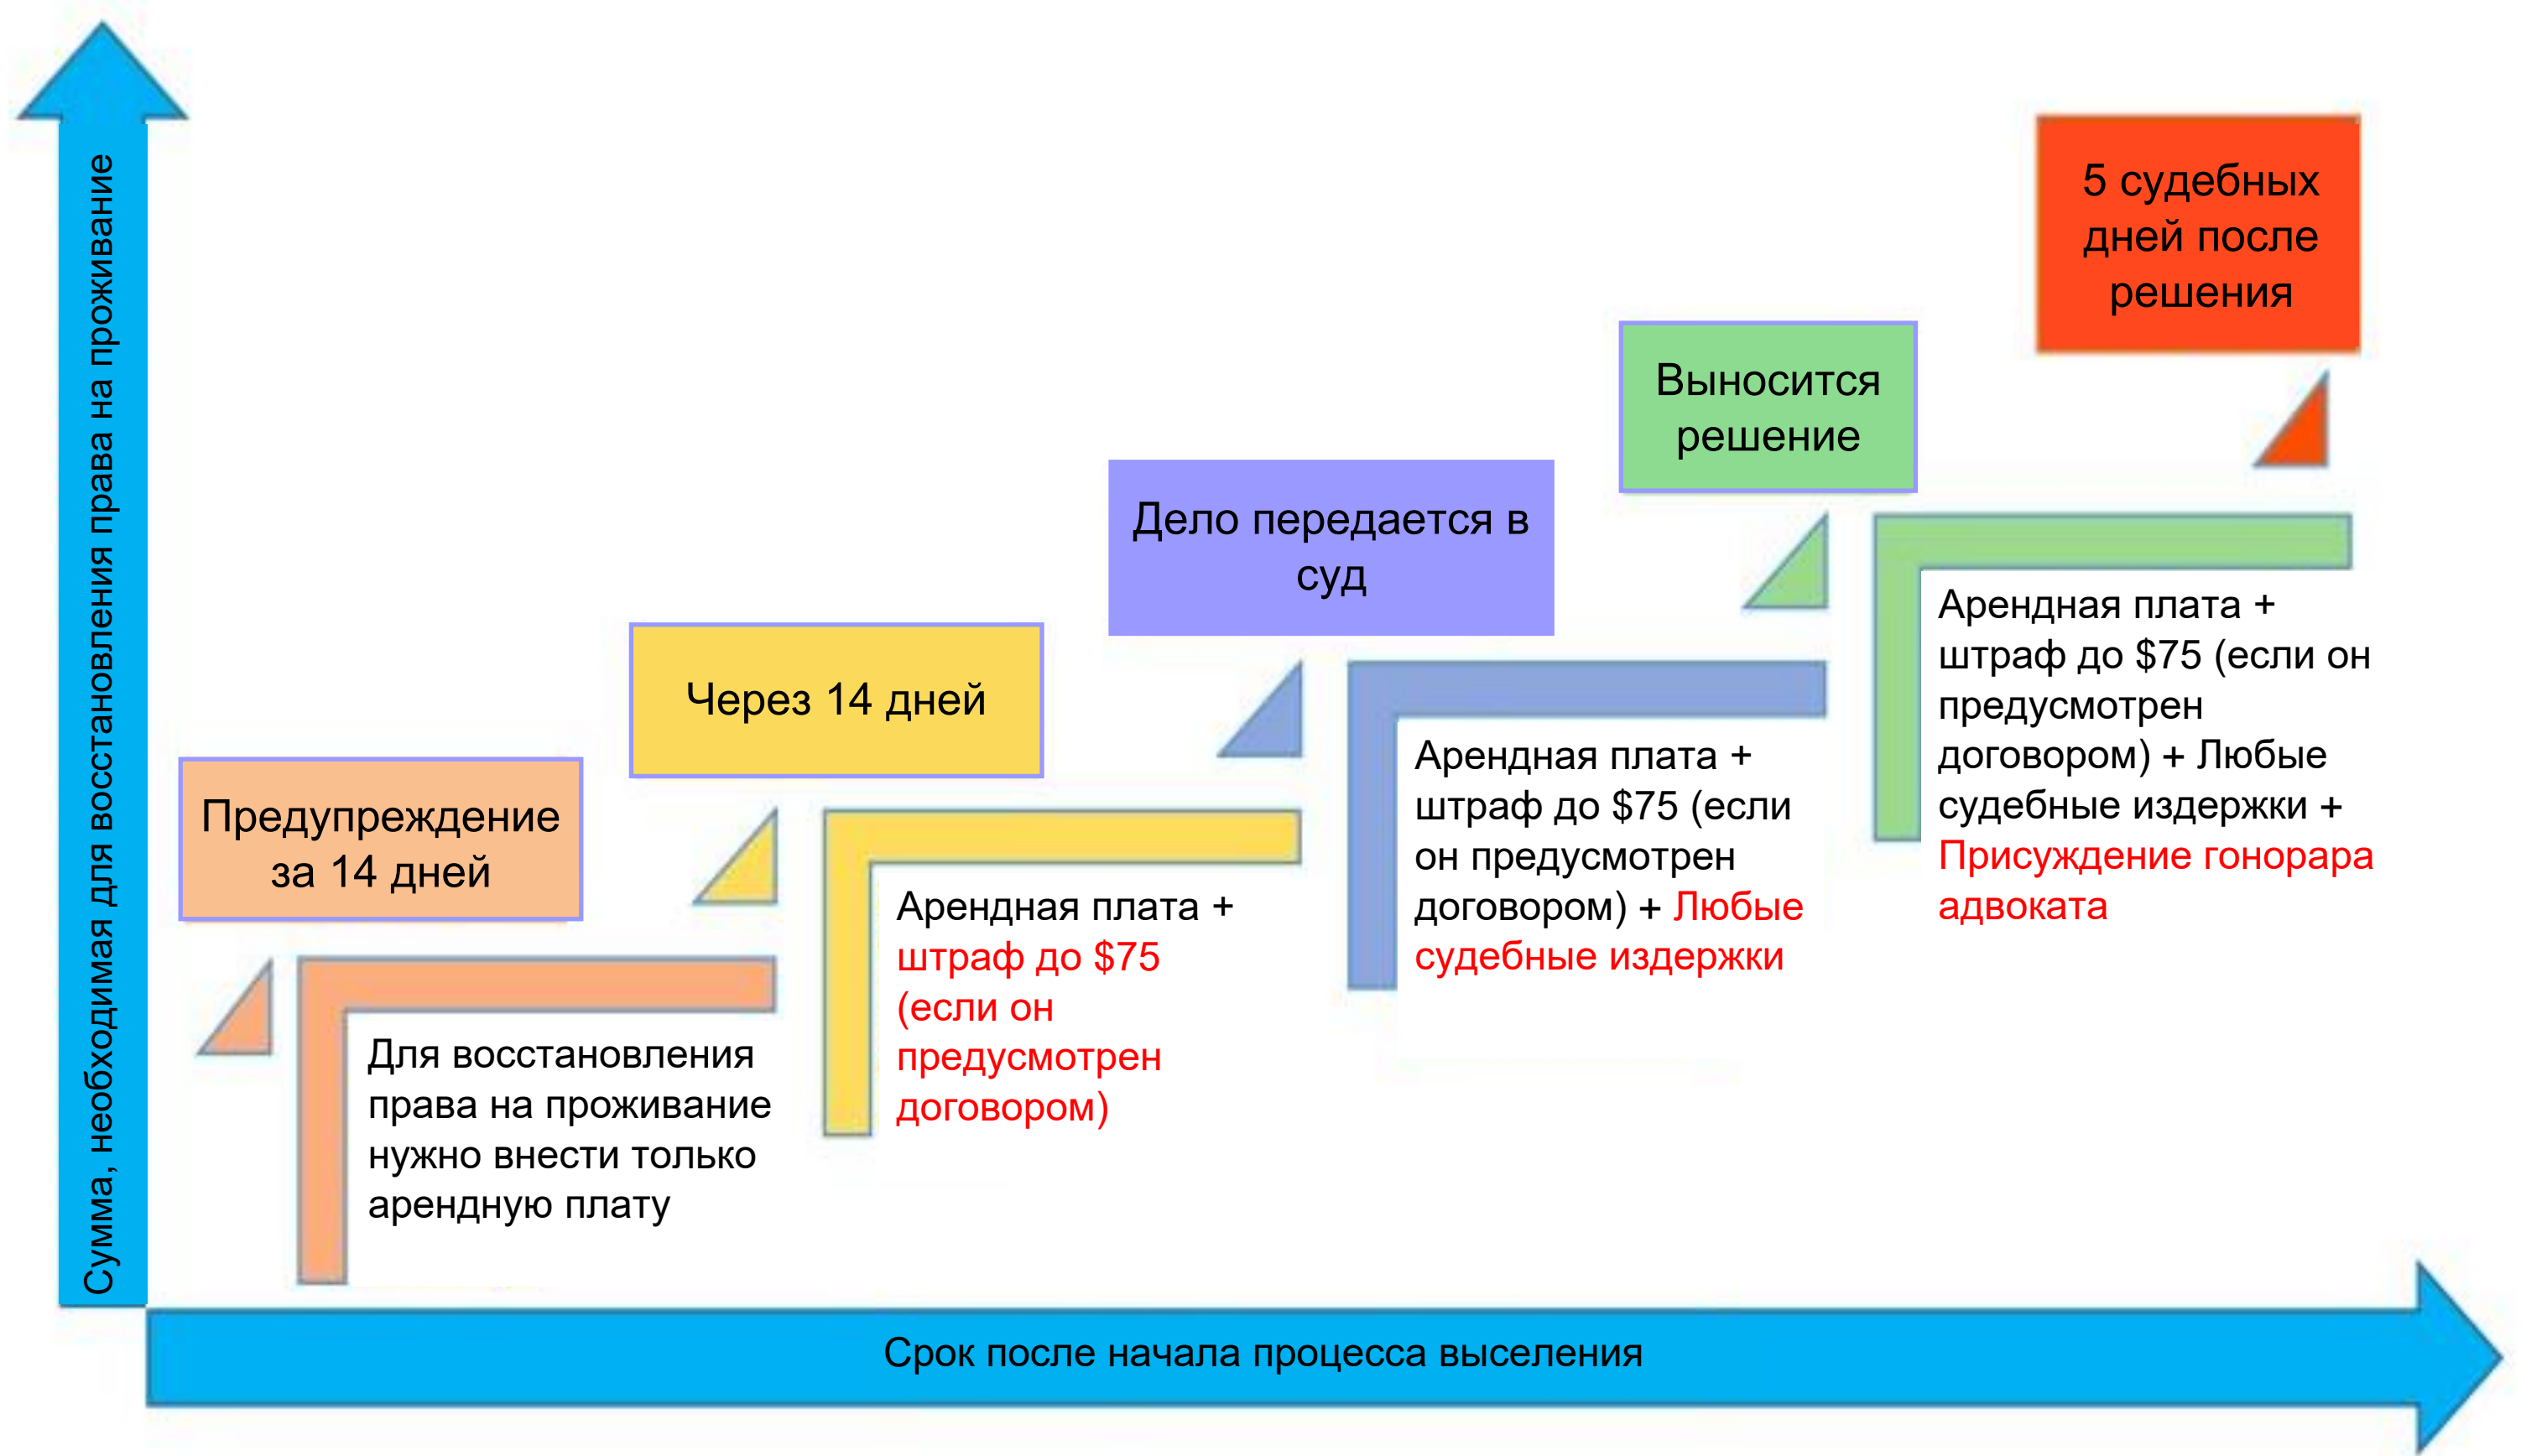 Сумма, необходимая для восстановления права на проживание
Предупреждение
за 14 дней
Для восстановления
права на проживание
нужно внести только
арендную плату
Через 14 дней
Арендная плата +
штраф до $75
(если он
предусмотрен
договором)
Дело передается в
суд
Арендная плата +
штраф до $75 (если
он предусмотрен
договором) + Любые
судебные издержки
Выносится
решение
Арендная плата +
штраф до $75 (если он
предусмотрен
договором) + Любые
судебные издержки +
Присуждение гонорара
адвоката
5 судебных
дней после
решения
Срок после начала процесса выселения